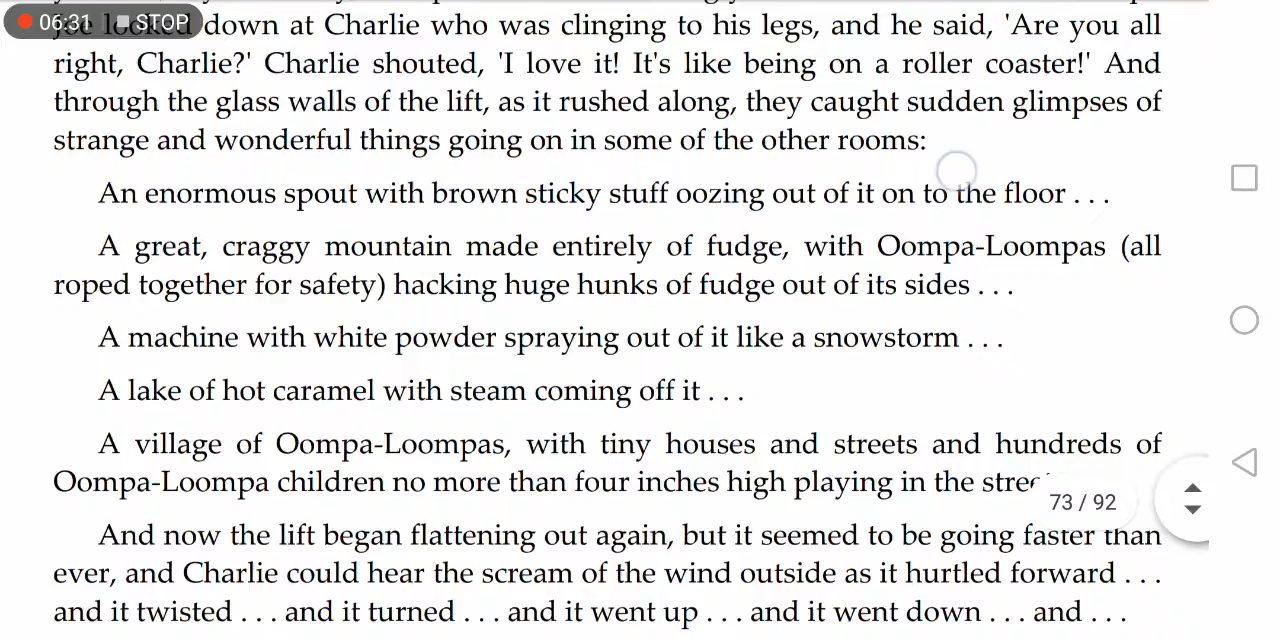 06:31 STOP
looked down at Charlie who was clinging to his legs, and he said, 'Are you all
right, Charlie?' Charlie shouted, 'I love it! It's like being on a roller coaster!' And
through the glass walls of the lift, as it rushed along, they caught sudden glimpses of
strange and wonderful things going on in some of the other rooms:
An enormous spout with brown sticky stuff oozing out of it on to the floor . . .
A great, craggy mountain made entirely of fudge, with Oompa-Loompas (all
roped together for safety) hacking huge hunks of fudge out of its sides . . .
A machine with white powder spraying out of it like a snowstorm . . .
A lake of hot caramel with steam coming off it . . .
A village of Oompa-Loompas, with tiny houses and streets and hundreds of
Oompa-Loompa children no more than four inches high playing in the
73 / 92
And now the lift began flattening out again, but it seemed to be going faster than
ever, and Charlie could hear the scream of the wind outside as it hurtled forward . . .
and it twisted . . . and it turned . . . and it went up . . . and it went down . . . and . . .